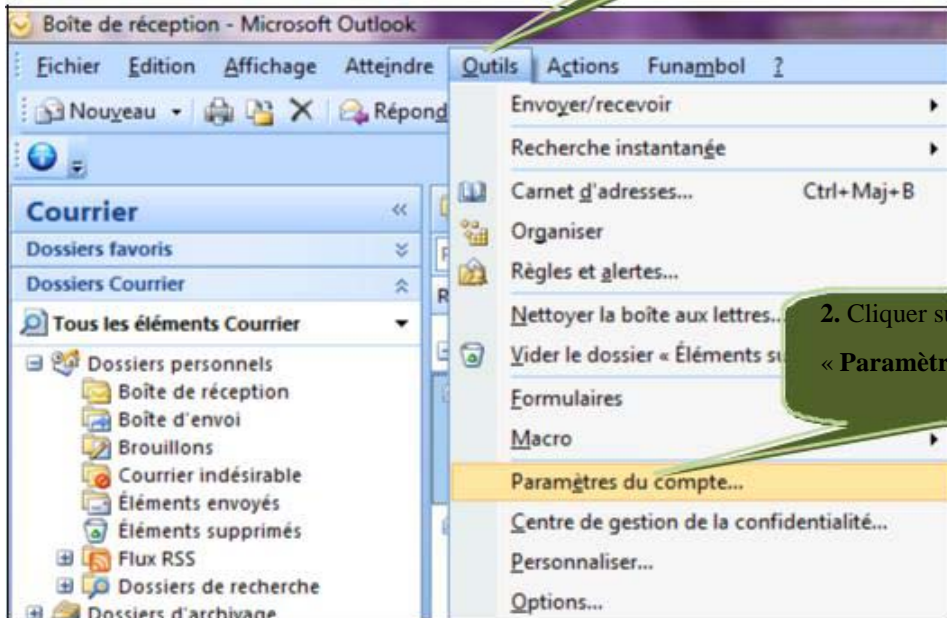 Boîte de réception - Microsoft Outlook
Fichier Edition Affichage Atteindre Outils Actions Funambol ?
Nouveau
Courrier
Dossiers favoris
Dossiers Courrier
Tous les éléments Courrier
Dossiers personnels
Boîte de réception
Boîte d'envoi
Brouillons
Courrier indésirable
Éléments envoyés
Éléments supprimés
Flux RSS
Dossiers de recherche
Dossiers d'archivage
Envoyer/recevoir
Recherche instantanée
Carnet d'adresses... Ctrl+Maj+B
Organiser
Règles et alertes...
Nettoyer la boîte aux lettres...
Vider le dossier « Éléments
Formulaires
Macro
Paramètres du compte...
Centre de gestion de la confidentialité...
Personnaliser...
Options...
2. Cliquer
«